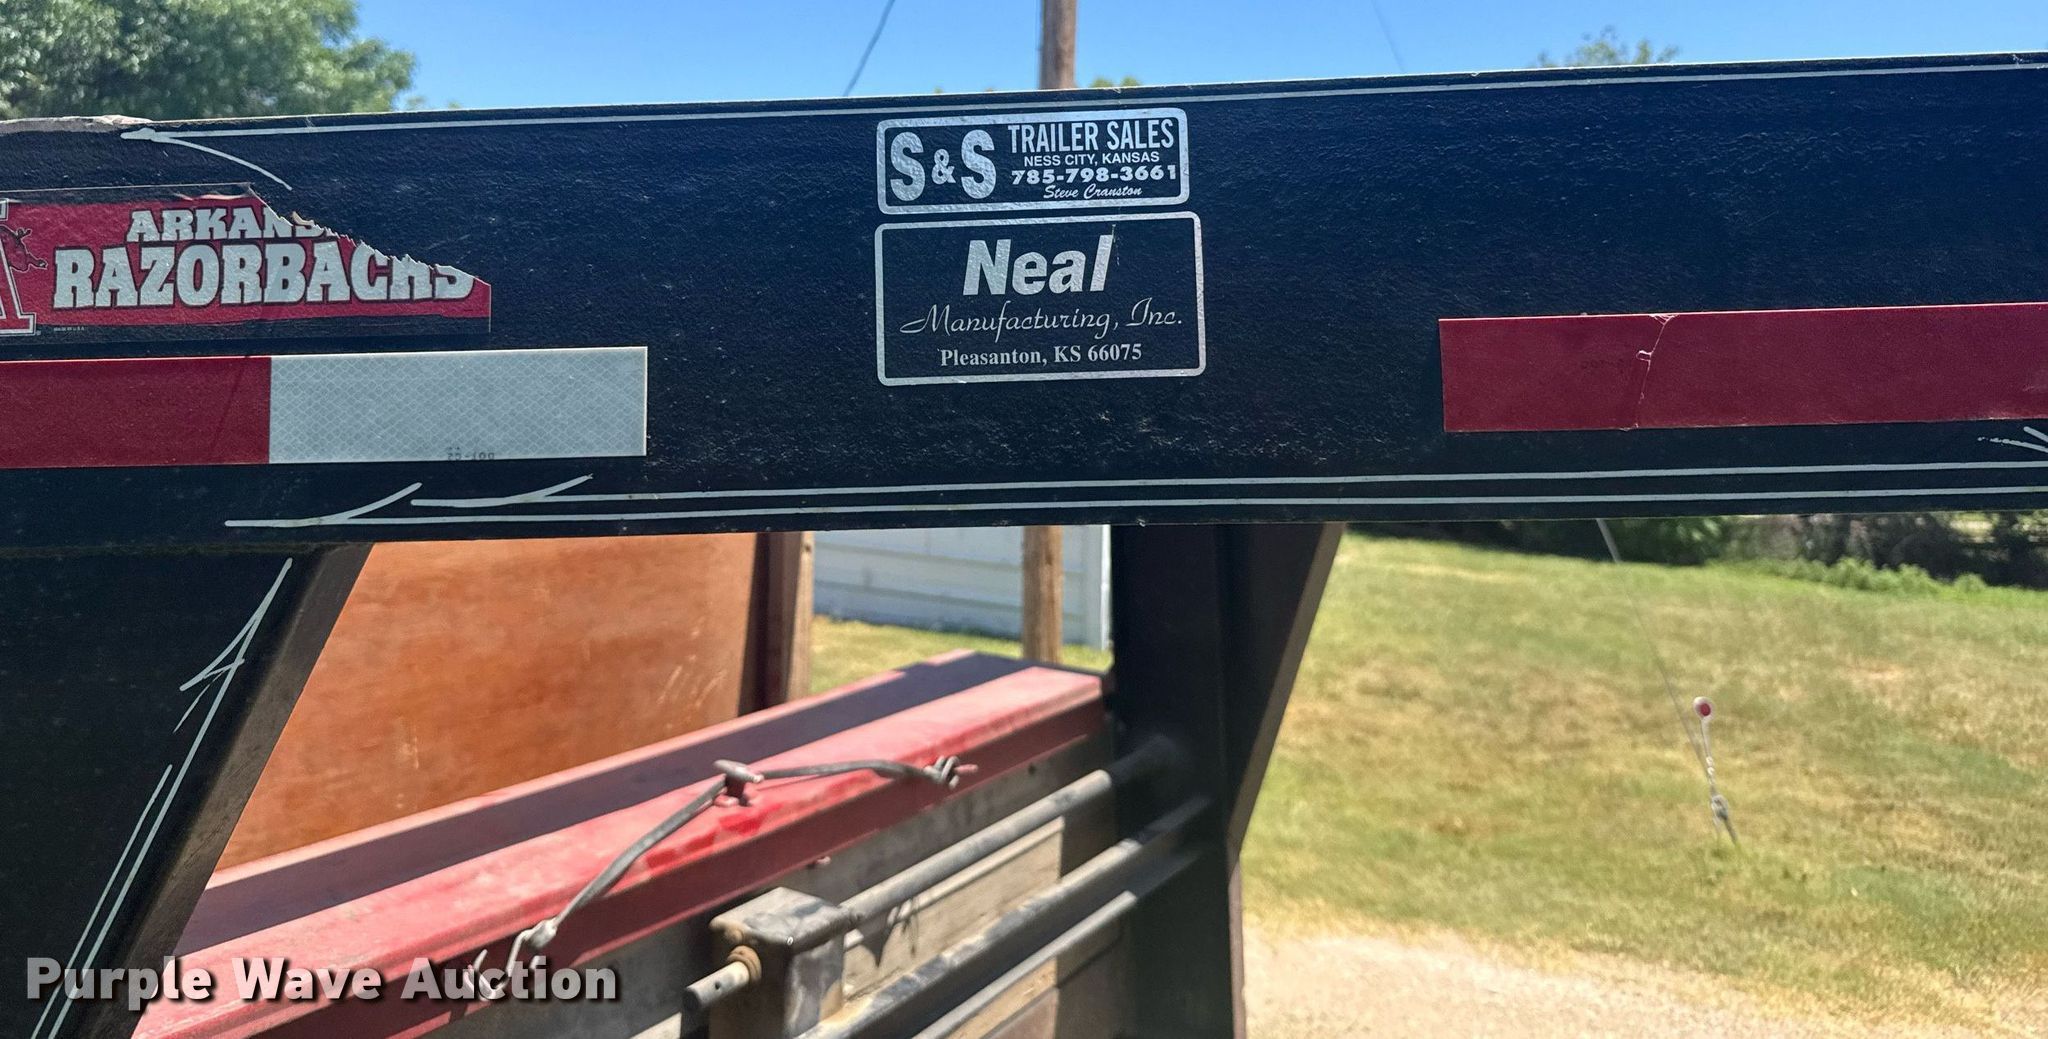 S&S
TRAILER SALES
NESS CITY, KANSAS
785-798-3661
Steve Cranston
ARKANS
RAZORBACKS
Neal
Manufacturing, Inc.
Pleasanton, KS 66075
Purple Wave Auction